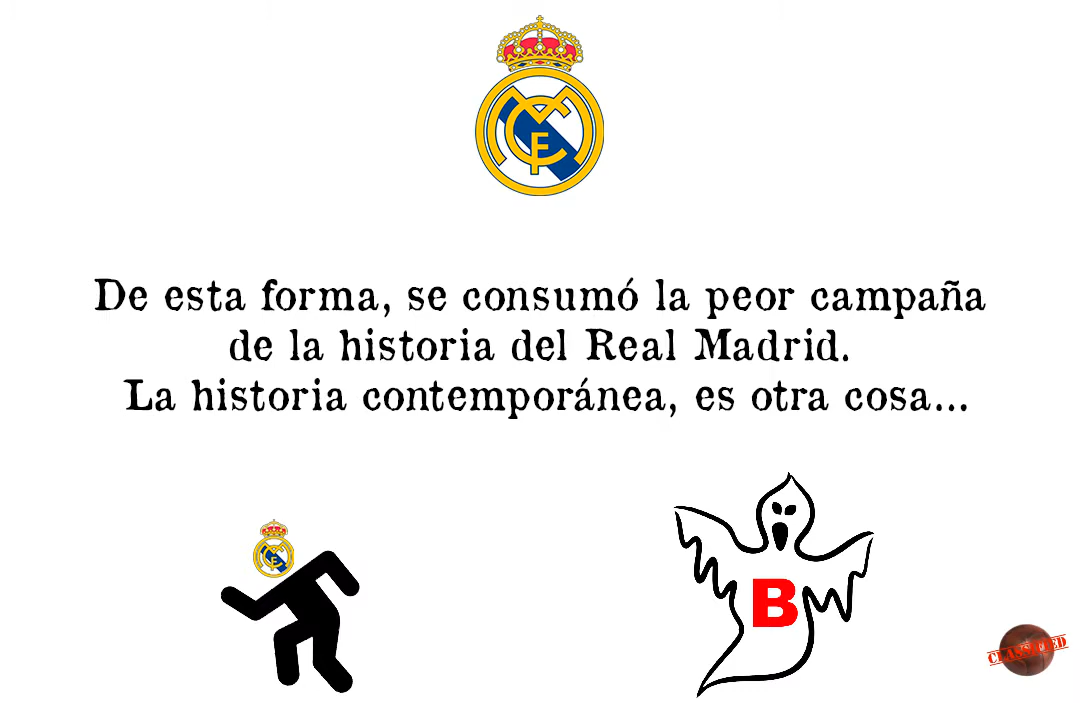 De esta forma, se consumó la peor campaña
de la historia del Real Madrid.
La historia contemporánea, es otra cosa...
B
CLASSIFIED